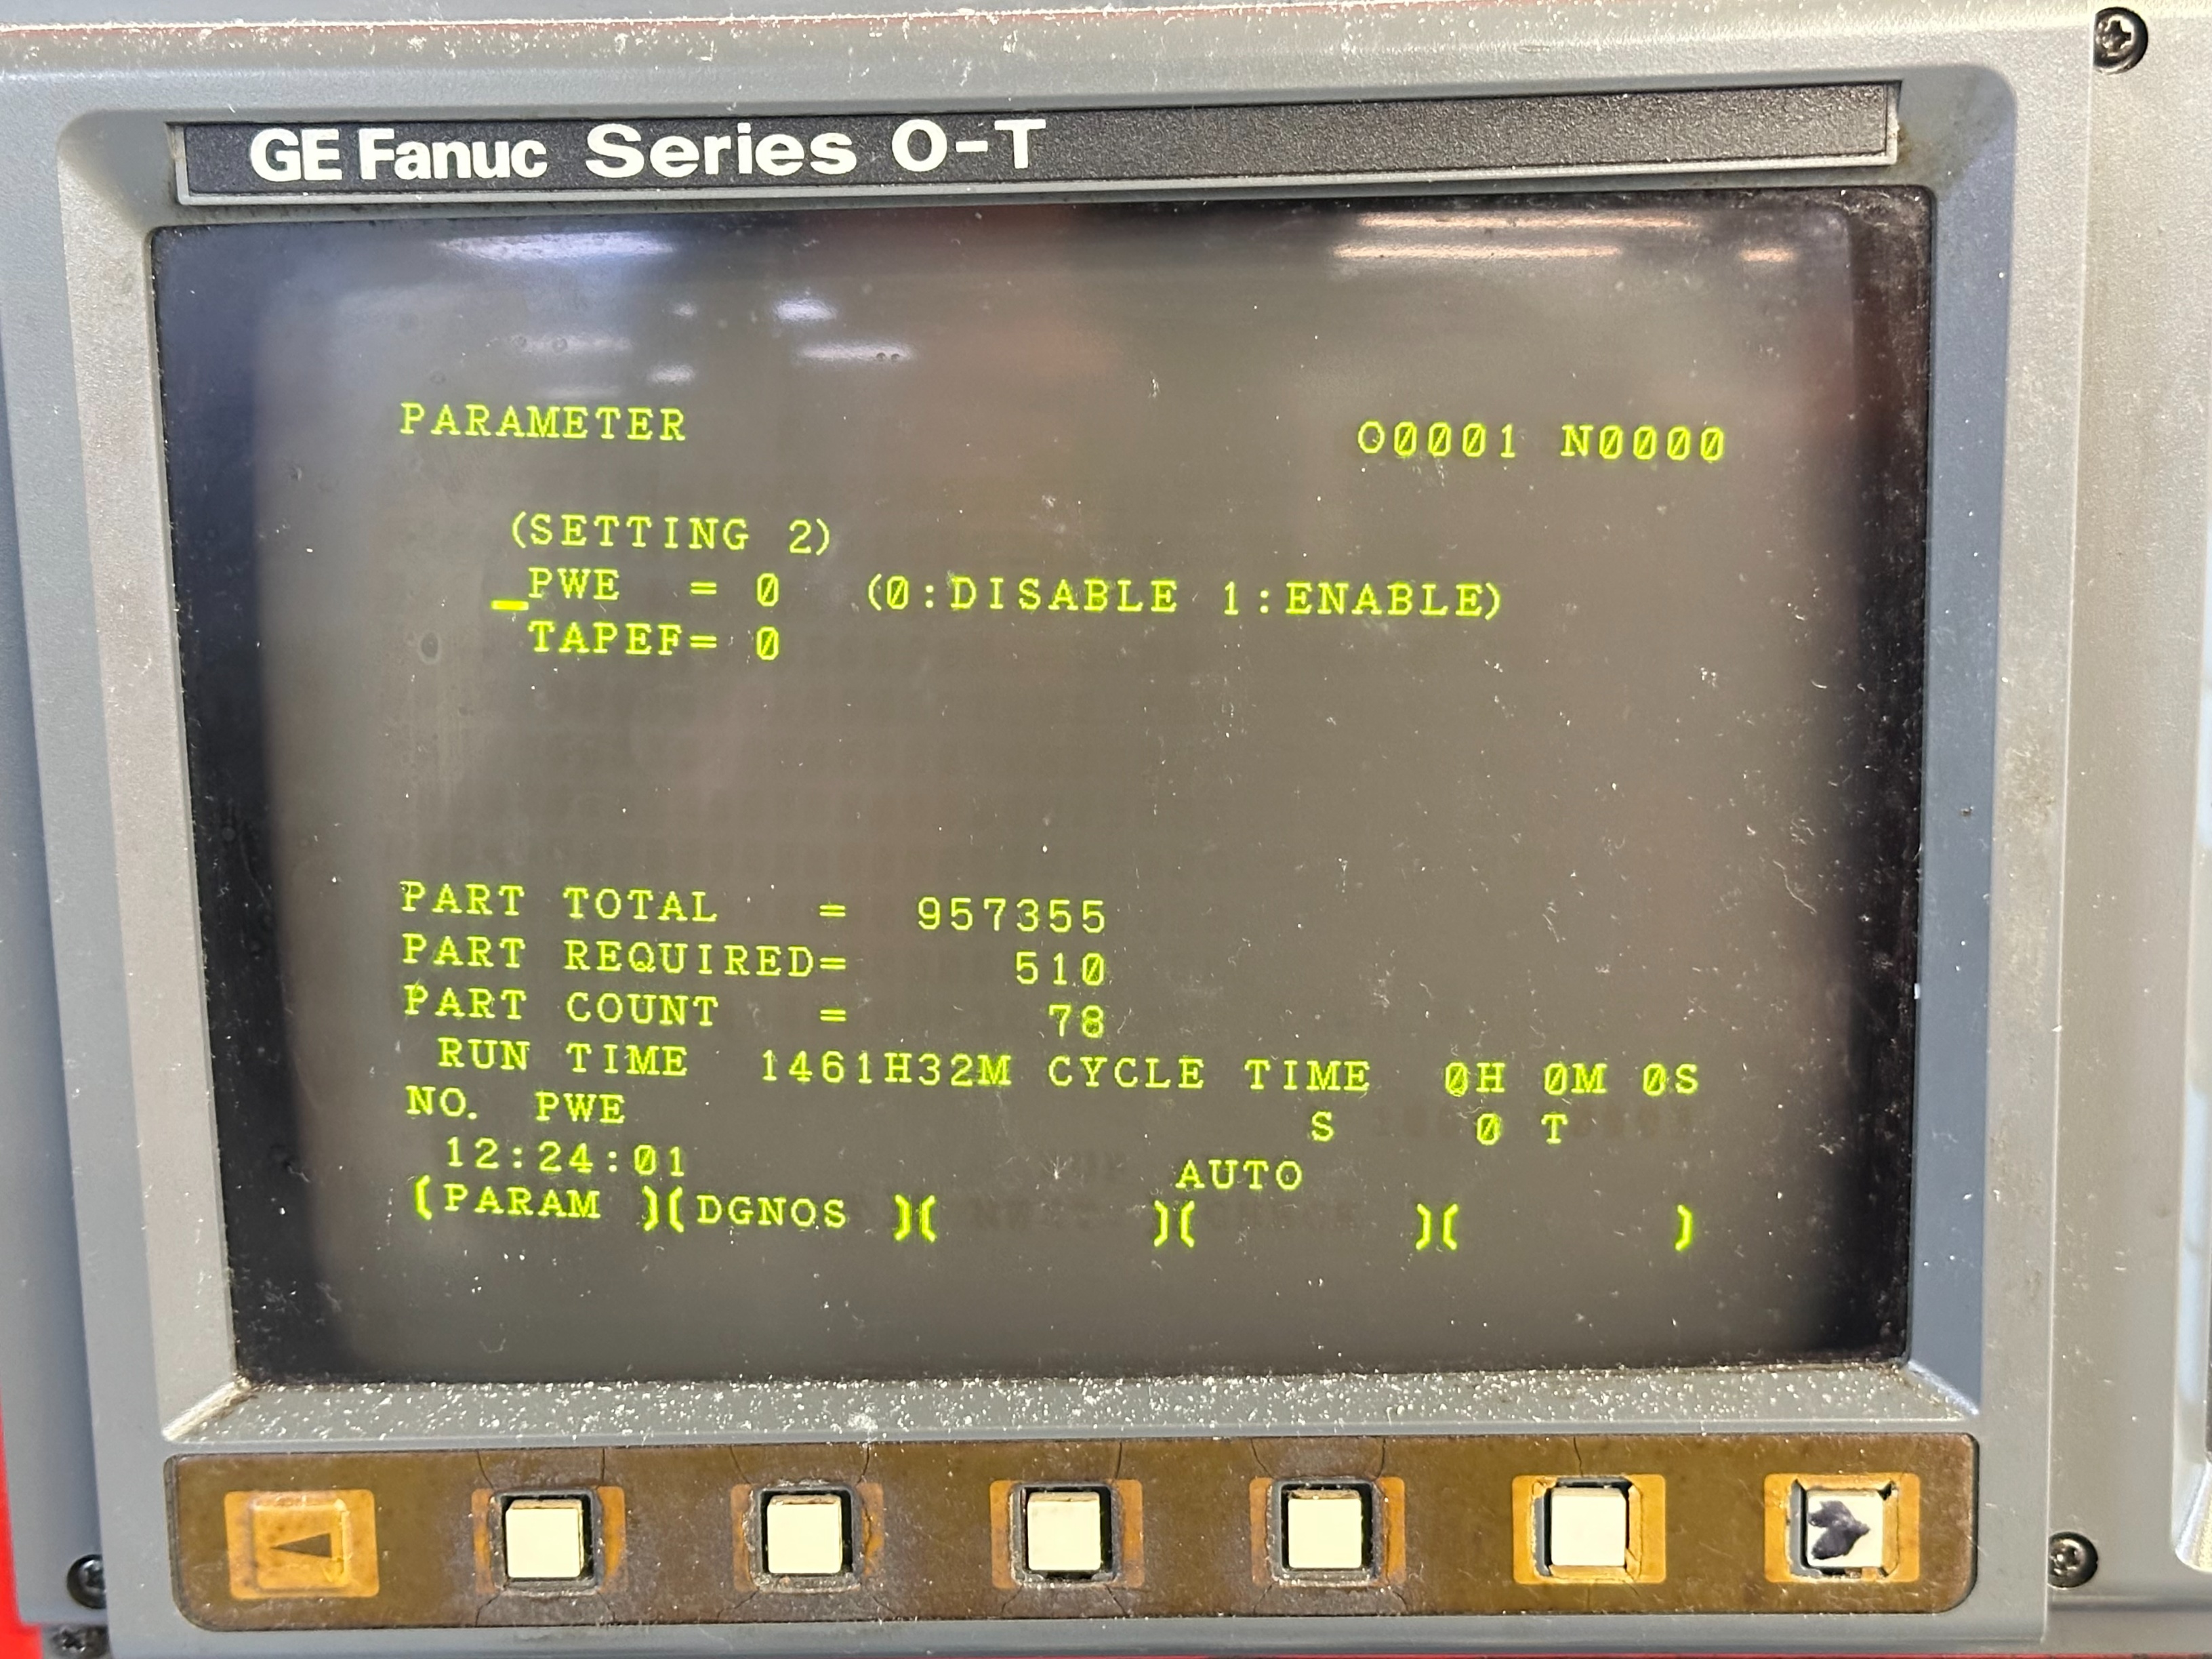 GE Fanuc Series O-T
PARAMETER O0001 N0000
(SETTING 2)
_PWE = 0 (0:DISABLE 1:ENABLE)
TAPEF= 0
PART TOTAL = 957355
PART REQUIRED= 510
PART COUNT = 78
RUN TIME 1461H32M CYCLE TIME 0H 0M 0S
NO. PWE S 0 T
12:24:01 AUTO
[PARAM ][DGNOS ][ ][ ][ ]